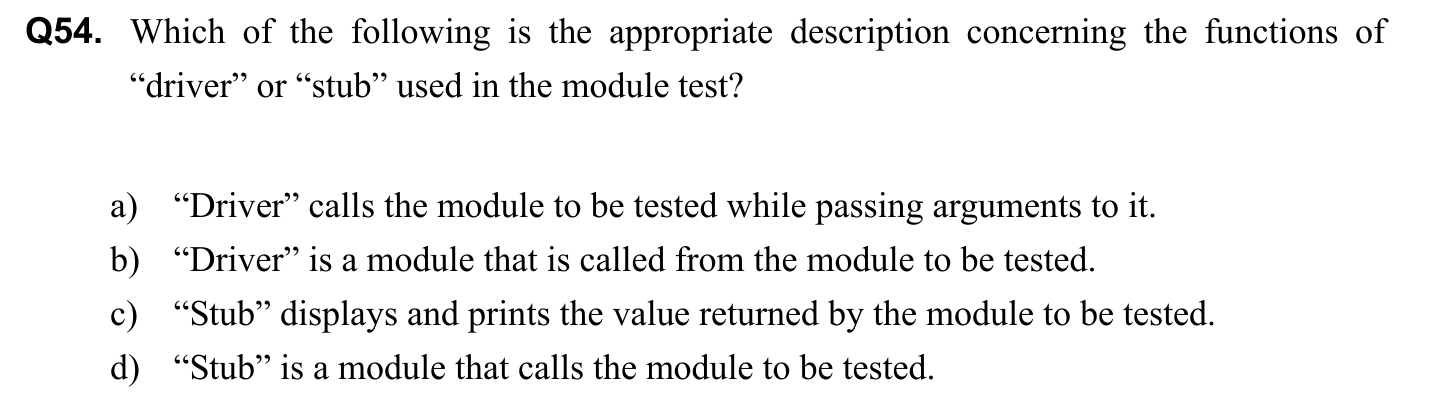 Q54. Which of the following is the appropriate description concerning the functions of
“driver” or “stub” used in the module test?
a) “Driver” calls the module to be tested while passing arguments to it.
b) “Driver” is a module that is called from the module to be tested.
c) “Stub” displays and prints the value returned by the module to be tested.
d) “Stub” is a module that calls the module to be tested.